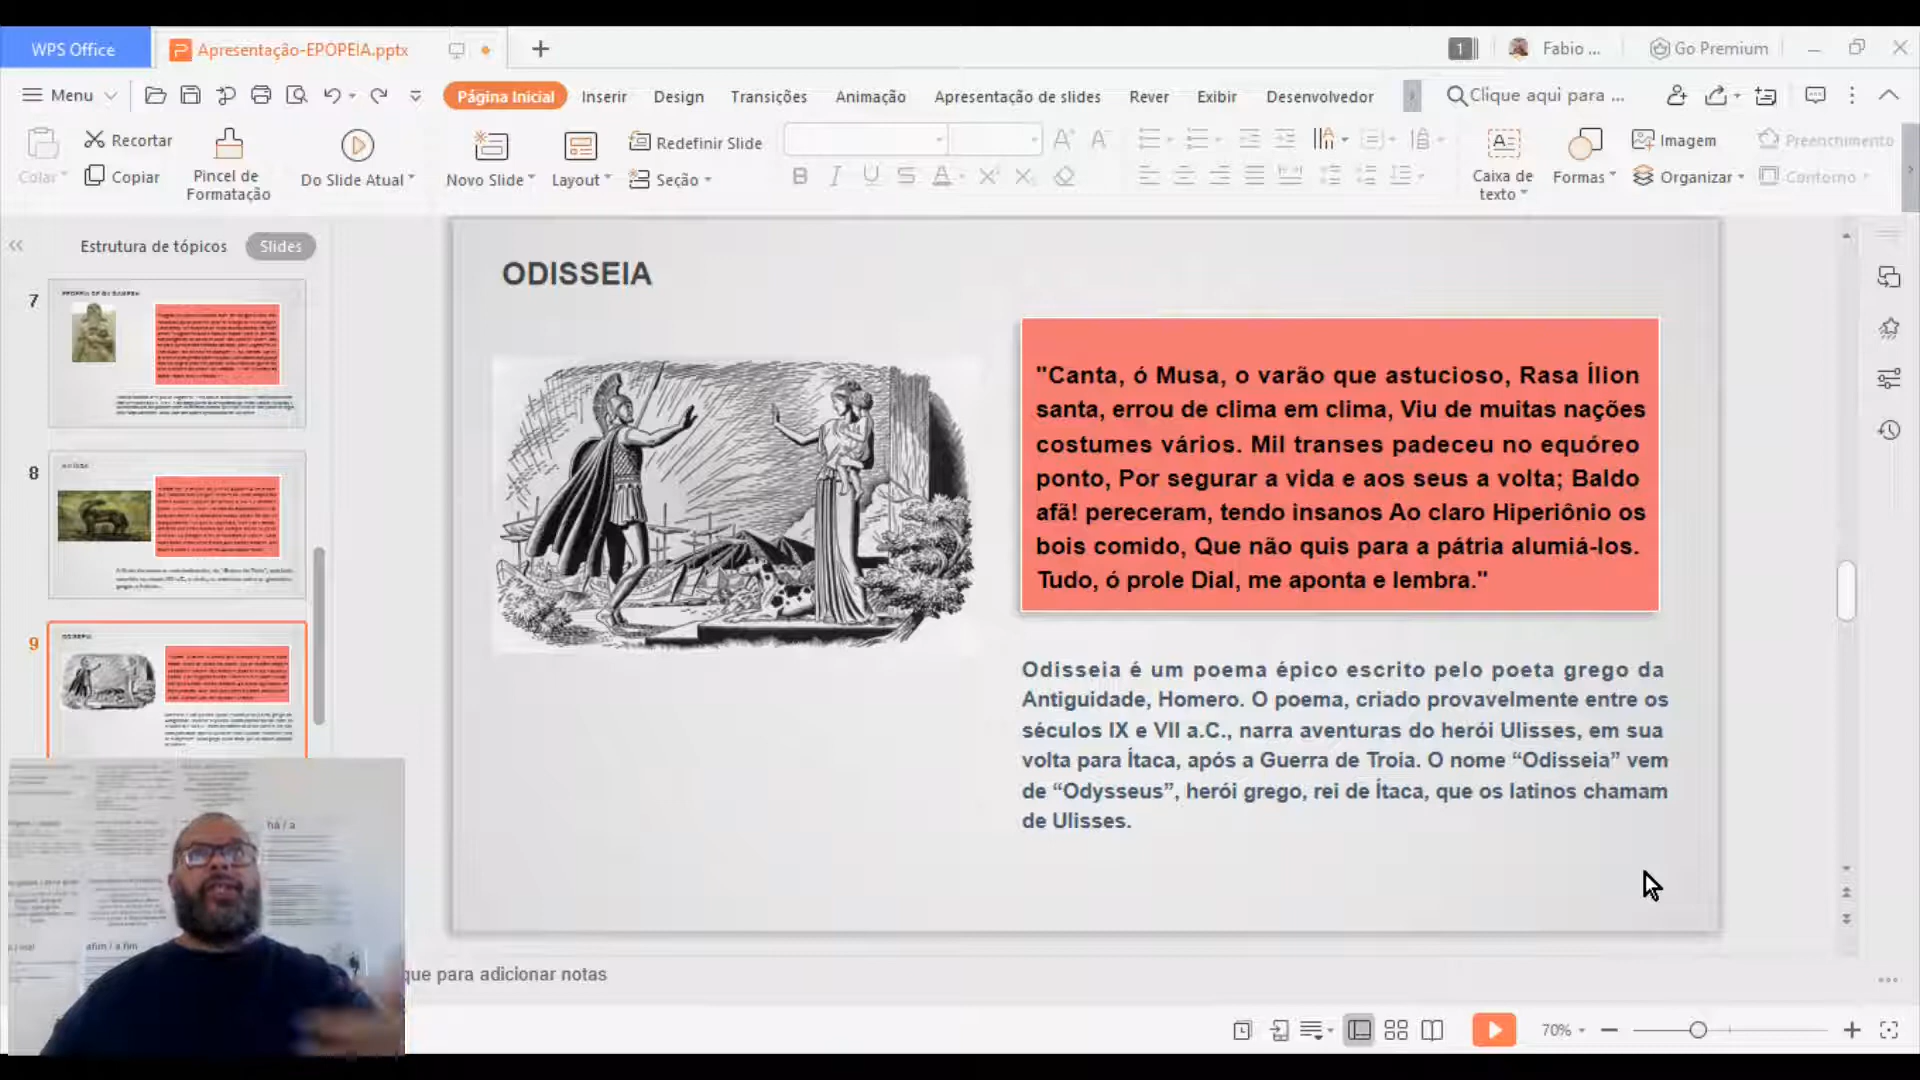 WPS Office
Apresentação-EPOPEIA.pptx
1
Fabio ...
Go Premium
Menu
Página Inicial
Inserir
Design
Transições
Animação
Apresentação de slides
Rever
Exibir
Desenvolvedor
Clique aqui para ...
Colar
Recortar
Copiar
Pincel de
Formatação
Do Slide Atual
Novo Slide
Layout
Redefinir Slide
Seção
Caixa de
texto
Formas
Imagem
Organizar
Preenchimento
Contorno
Estrutura de tópicos
Slides
7
8
9
ODISSEIA
"Canta, ó Musa, o varão que astucioso, Rasa Ílion
santa, errou de clima em clima, Viu de muitas nações
costumes vários. Mil transes padeceu no equóreo
ponto, Por segurar a vida e aos seus a volta; Baldo
afã! pereceram, tendo insanos Ao claro Hiperiônio os
bois comido, Que não quis para a pátria alumiá-los.
Tudo, ó prole Dial, me aponta e lembra."
Odisseia é um poema épico escrito pelo poeta grego da
Antiguidade, Homero. O poema, criado provavelmente entre os
séculos IX e VII a.C., narra aventuras do herói Ulisses, em sua
volta para Ítaca, após a Guerra de Troia. O nome “Odisseia” vem
de “Odysseus”, herói grego, rei de Ítaca, que os latinos chamam
de Ulisses.
há / a
afim / a fim
que para adicionar notas
70%